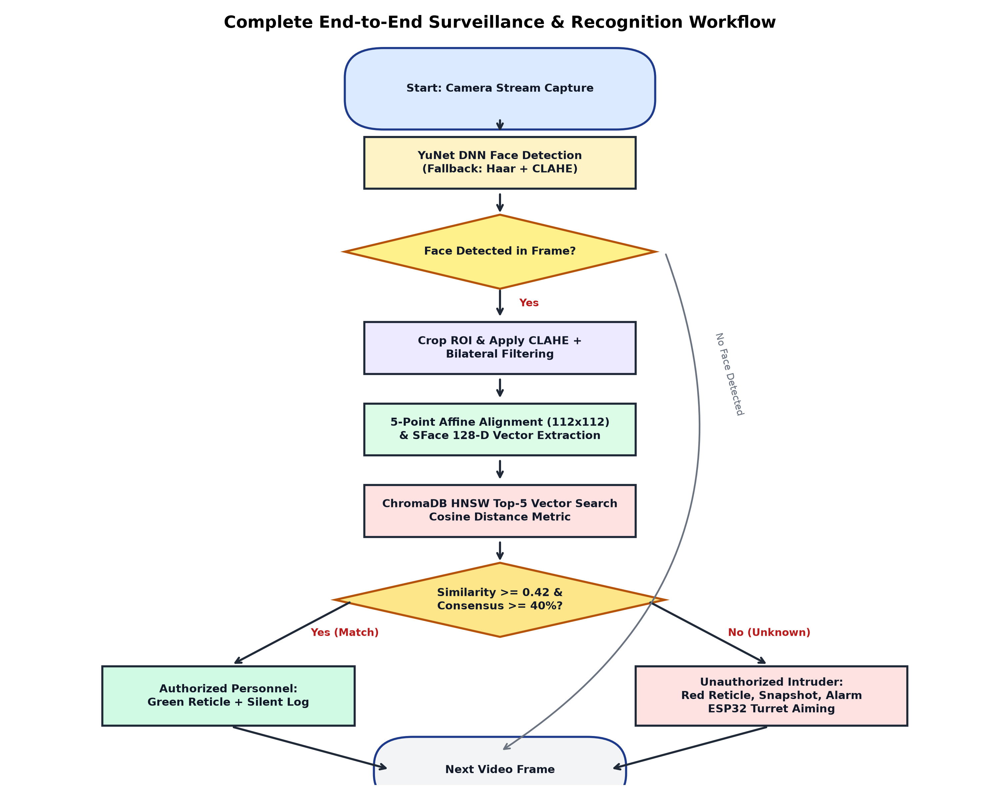 Complete End-to-End Surveillance & Recognition Workflow
Start: Camera Stream Capture
YuNet DNN Face Detection
(Fallback: Haar + CLAHE)
Face Detected in Frame?
Yes
No Face Detected
Crop ROI & Apply CLAHE +
Bilateral Filtering
5-Point Affine Alignment (112x112)
& SFace 128-D Vector Extraction
ChromaDB HNSW Top-5 Vector Search
Cosine Distance Metric
Similarity >= 0.42 &
Consensus >= 40%?
Yes (Match)
No (Unknown)
Authorized Personnel:
Green Reticle + Silent Log
Unauthorized Intruder:
Red Reticle, Snapshot, Alarm
ESP32 Turret Aiming
Next Video Frame